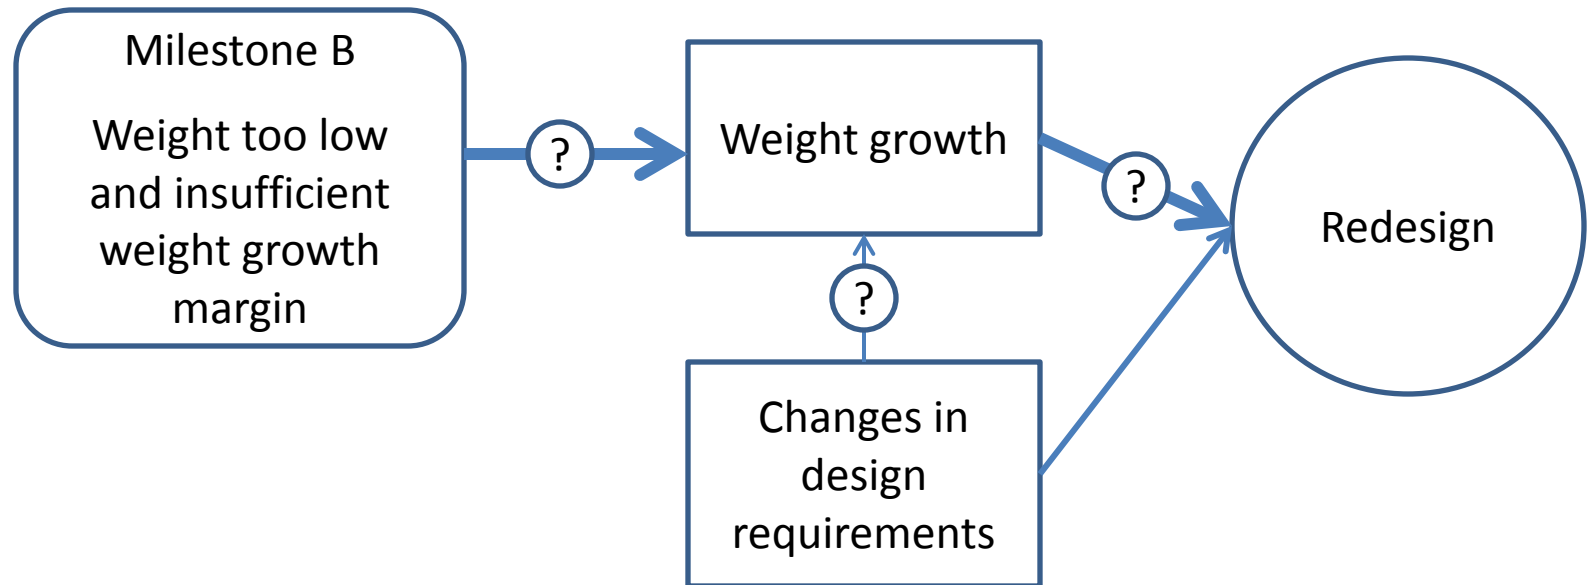 Milestone B
Weight too low
and insufficient
weight growth
margin
?
Weight growth
?
Redesign
?
Changes in
design
requirements